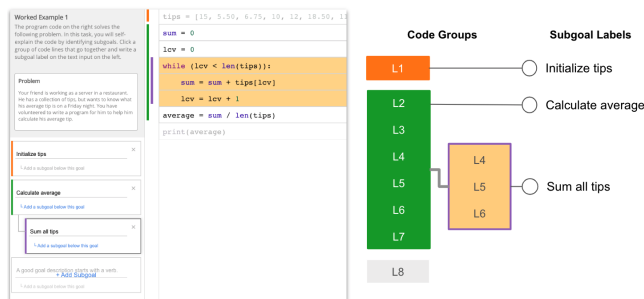 Worked Example 1
The program code on the right solves the
following problem. In this task, you will self-
explain the code by identifying subgoals. Click a
group of code lines that go together and write a
subgoal label on the text input on the left.
Problem
Your friend is working as a server in a restaurant.
He has a collection of tips, but wants to know what
his average tip is on a Friday night. You have
volunteered to write a program for him to help him
calculate his average tip.
Initialize tips
└ Add a subgoal below this goal
Calculate average
└ Add a subgoal below this goal
Sum all tips
└ Add a subgoal below this goal
A good goal description starts with a verb
+ Add Subgoal
└ Add a subgoal below this goal
tips = [15, 5.50, 6.75, 10, 12, 18.50, 11
sum = 0
lcv = 0
while (lcv < len(tips)):
sum = sum + tips[lcv]
lcv = lcv + 1
average = sum / len(tips)
print(average)
Code Groups
Subgoal Labels
L1
Initialize tips
L2
Calculate average
L3
L4
L5
L6
L7
L4
L5
L6
Sum all tips
L8